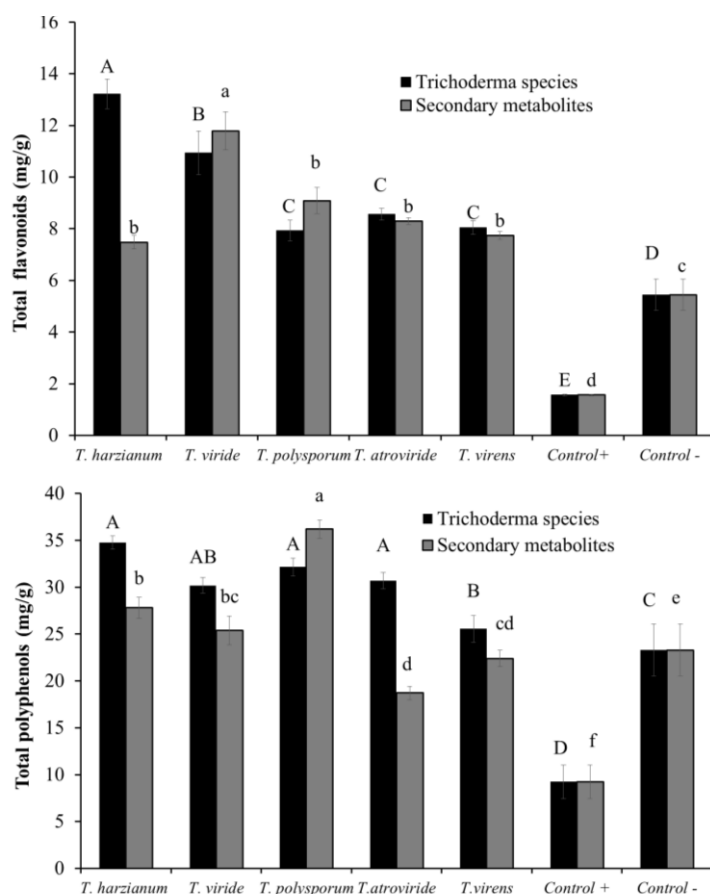 Total flavonoids (mg/g)
16
14
12
10
8
6
4
2
0
A
b
B
a
C
b
C
b
C
b
E
d
D
c
Trichoderma species
Secondary metabolites
T. harzianum T. viride T. polysporum T. atroviride T. virens Control+ Control -
Total polyphenols (mg/g)
40
35
30
25
20
15
10
5
0
A
b
AB
bc
A
a
A
d
B
cd
D
f
C
e
Trichoderma species
Secondary metabolites
T. harzianum T. viride T. polysporum T.atroviride T.virens Control + Control -